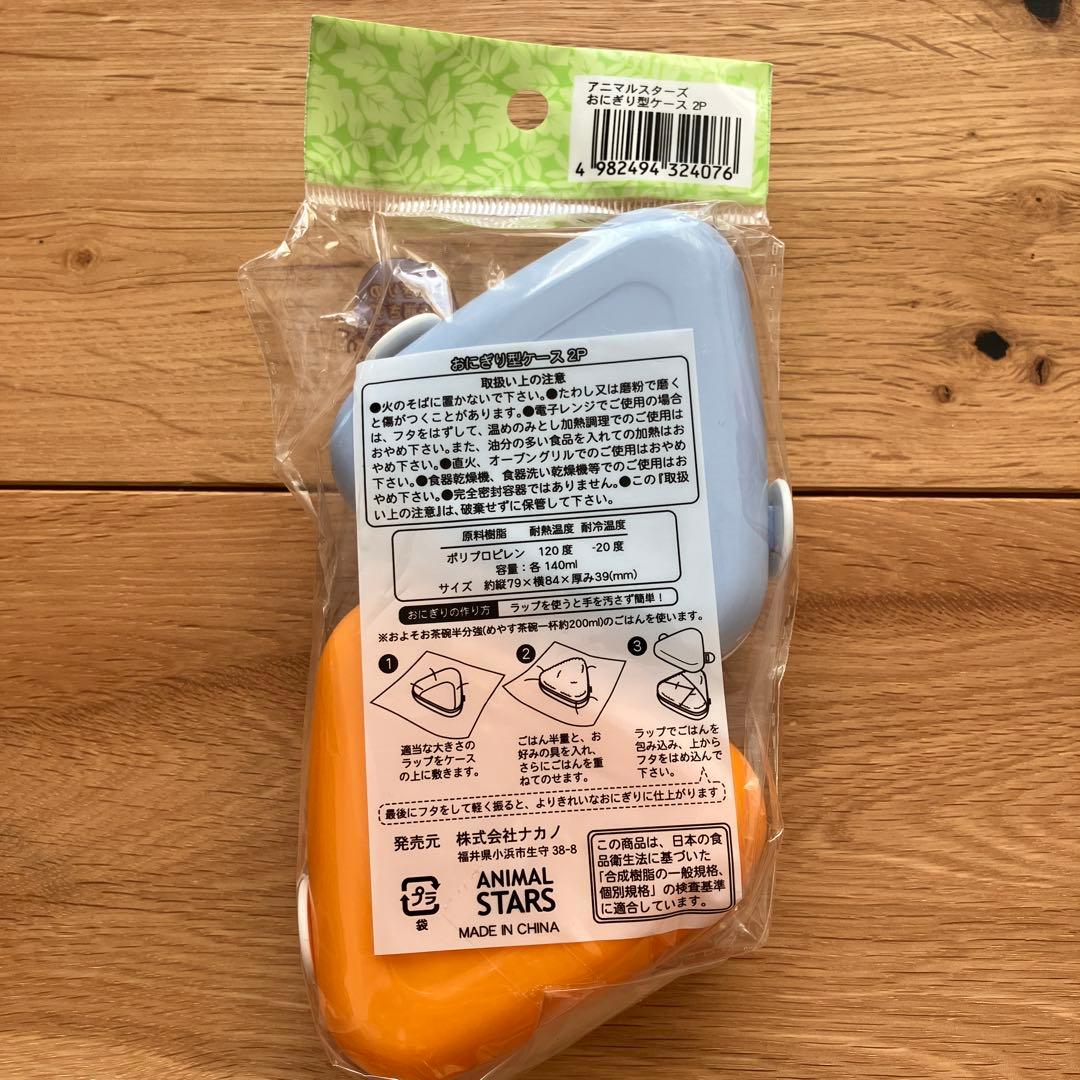 アニマルスターズ
おにぎり型ケース 2P
4 982494 324076
おにぎり型ケース 2P
取扱い上の注意
●火のそばに置かないで下さい。●たわし又は磨粉で磨く
と傷がつくことがあります。●電子レンジでご使用の場合
は、フタをはずして、温めのみとし加熱調理でのご使用は
おやめ下さい。また、油分の多い食品を入れての加熱はおや
め下さい。●直火、オーブングリルでのご使用はおやめ
下さい。●食器乾燥機、食器洗い乾燥機等でのご使用はお
やめ下さい。●完全密封容器ではありません。●この『取扱
い上の注意』は、破棄せずに保管して下さい。
原料樹脂 耐熱温度 耐冷温度
ポリプロピレン 120度 -20度
容量：各140ml
サイズ 約縦79×横84×厚み39(mm)
おにぎりの作り方 ラップを使うと手を汚さず簡単！
※およそお茶碗半分強(めやす茶碗一杯約200ml)のごはんを使います。
1
適当な大きさの
ラップをケース
の上に敷きます。
2
ごはん半量と、お
好みの具を入れ、
さらにごはんを重
ねてのせます。
3
ラップでごはんを
包み込み、上から
フタをはめ込んで
下さい。
最後にフタをして軽く振ると、よりきれいなおにぎりに仕上がります
発売元 株式会社ナカノ
福井県小浜市生守 38-8
プラ
袋
ANIMAL
STARS
MADE IN CHINA
この商品は、日本の食
品衛生法に基づいた
「合成樹脂の一般規格、
個別規格」の検査基準
に適合しています。